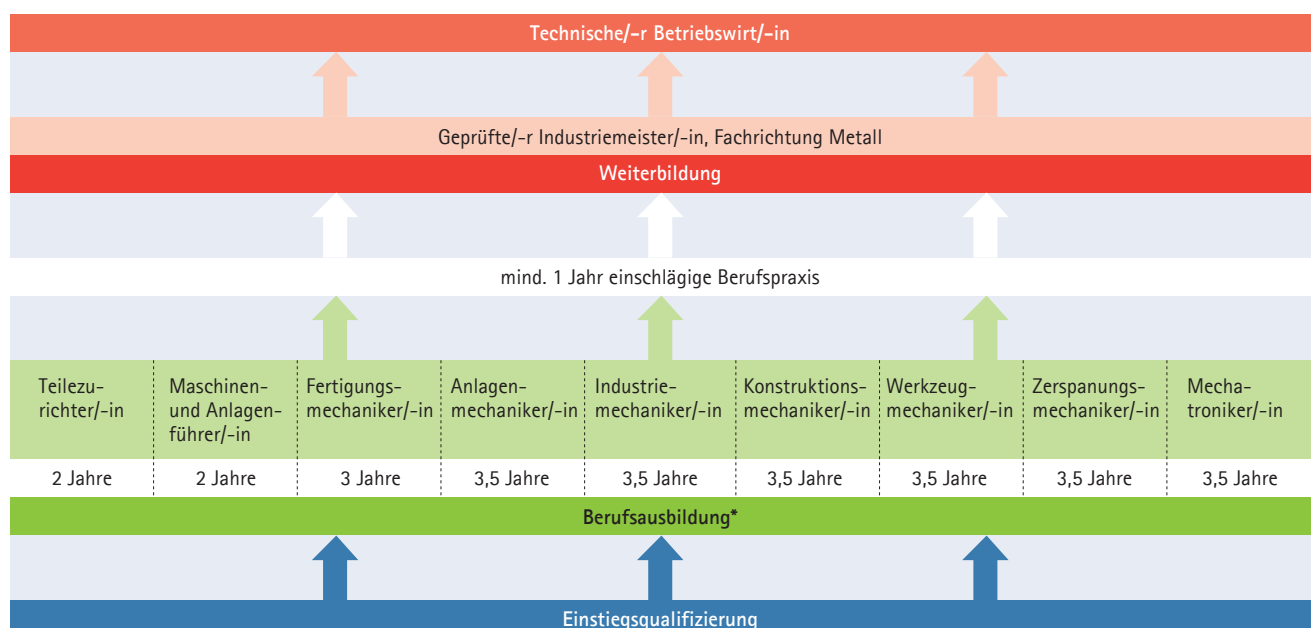 Technische/-r Betriebswirt/-in
Geprüfte/-r Industriemeister/-in, Fachrichtung Metall
Weiterbildung
mind. 1 Jahr einschlägige Berufspraxis
Teilezu-
richter/-in
Maschinen-
und Anlagen-
führer/-in
Fertigungs-
mechaniker/-in
Anlagen-
mechaniker/-in
Industrie-
mechaniker/-in
Konstruktions-
mechaniker/-in
Werkzeug-
mechaniker/-in
Zerspanungs-
mechaniker/-in
Mecha-
troniker/-in
2 Jahre
2 Jahre
3 Jahre
3,5 Jahre
3,5 Jahre
3,5 Jahre
3,5 Jahre
3,5 Jahre
3,5 Jahre
Berufsausbildung*
Einstiegsqualifizierung